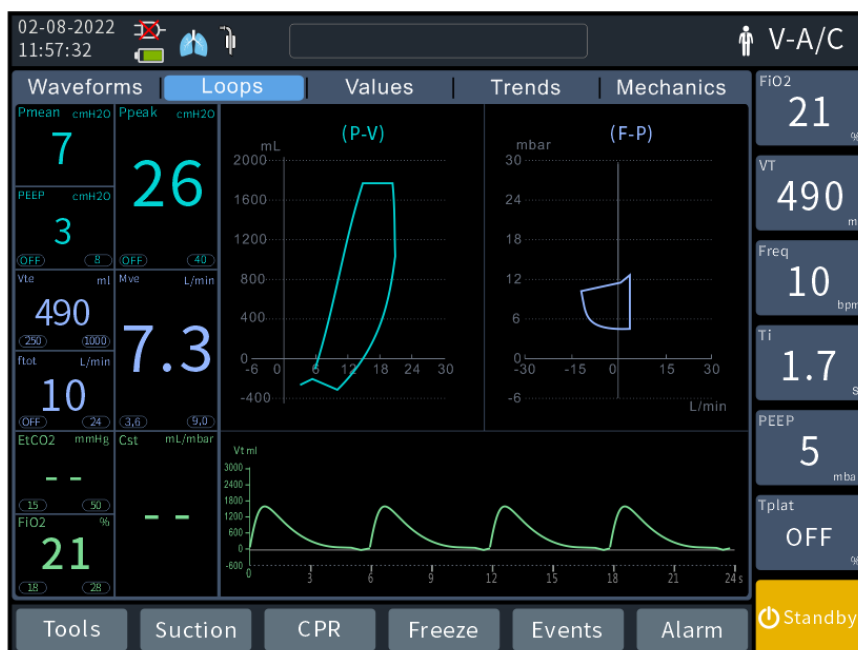 02-08-2022
11:57:32
V-A/C
Waveforms Loops Values Trends Mechanics
Pmean cmH2O
7
Ppeak cmH2O
26
OFF 40
PEEP cmH2O
3
OFF 8
Vte ml
490
250 1000
Mve L/min
7.3
3,6 9,0
ftot L/min
10
OFF 24
EtCO2 mmHg
--
15 50
Cst mL/mbar
--
FiO2 %
21
18 28
(P-V)
mL
2000
1600
1200
800
400
0
-6 0 6 12 18 24 30
-400
(F-P)
mbar
30
24
18
12
6
0
-30 -15 0 15 30
-6
L/min
Vt ml
3000
2400
1800
1200
600
0
-600
0 3 6 9 12 15 18 21 24 s
FiO2
21
%
VT
490
m
Freq
10
bpm
Ti
1.7
s
PEEP
5
mba
Tplat
OFF
%
Standby
Tools Suction CPR Freeze Events Alarm